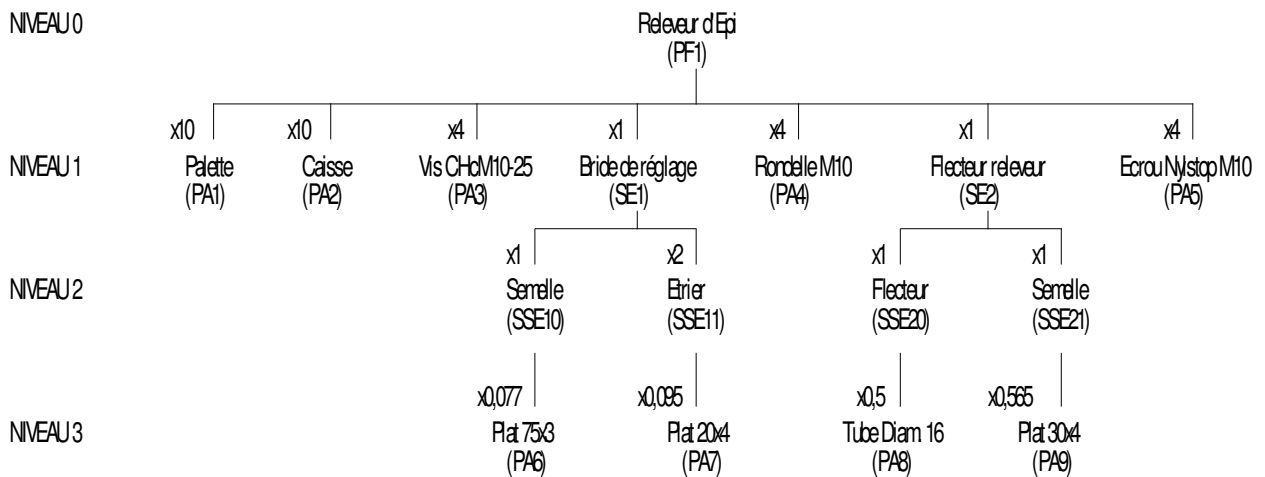 NIVEAU 0
Releveur d'Epi
(PF1)
x10 x10 x4 x1 x4 x1 x4
NIVEAU 1 Palette Caisse Vis CHc M10-25 Bride de réglage Rondelle M10 Flecteur releveur Ecrou Nylstop M10
(PA1) (PA2) (PA3) (SE1) (PA4) (SE2) (PA5)
x1 x2 x1 x1
NIVEAU 2 Semelle Etrier Flecteur Semelle
(SSE10) (SSE11) (SSE20) (SSE21)
x0,077 x0,095 x0,5 x0,565
NIVEAU 3 Plat 75x3 Plat 20x4 Tube Diam. 16 Plat 30x4
(PA6) (PA7) (PA8) (PA9)